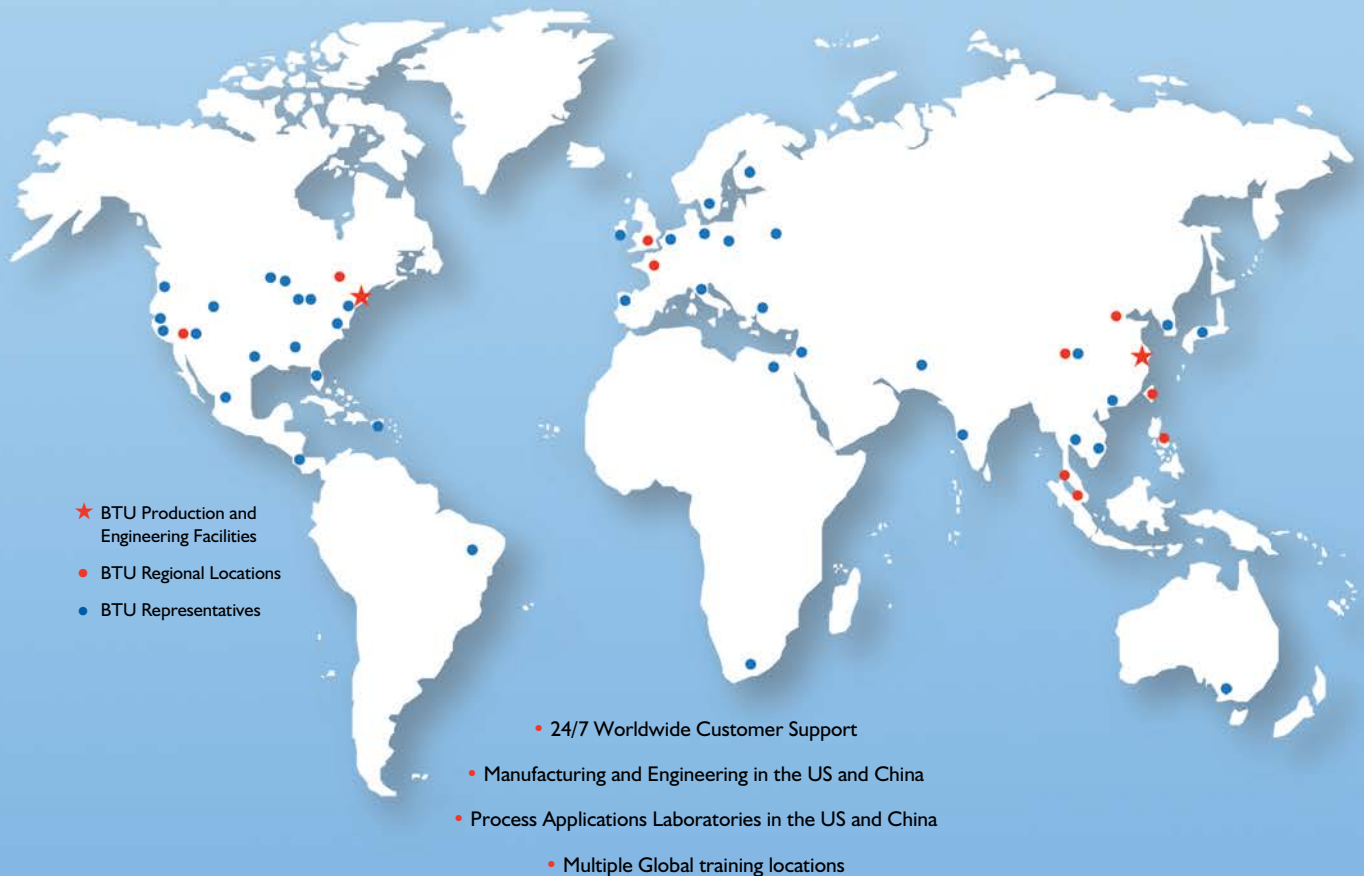 BTU Production and
Engineering Facilities
BTU Regional Locations
BTU Representatives
• 24/7 Worldwide Customer Support
• Manufacturing and Engineering in the US and China
• Process Applications Laboratories in the US and China
• Multiple Global training locations